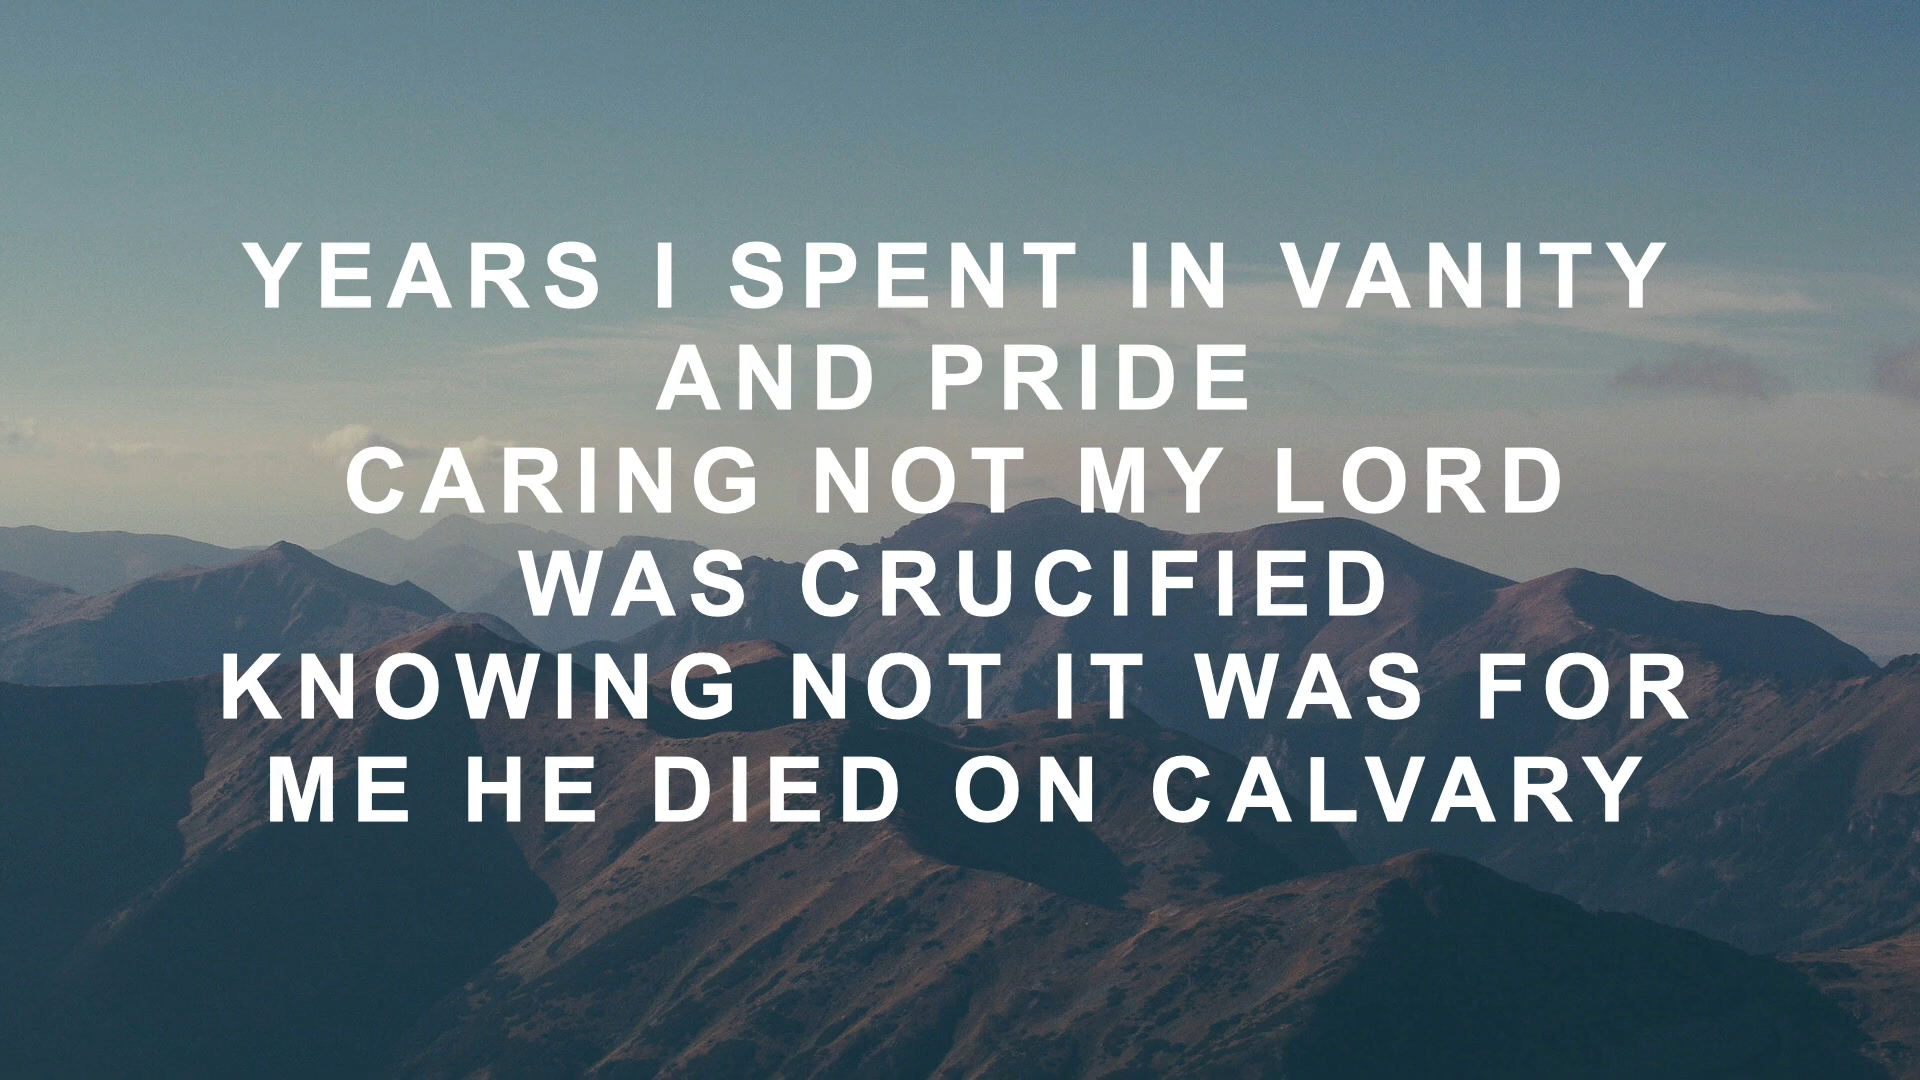 YEARS I SPENT IN VANITY
AND PRIDE
CARING NOT MY LORD
WAS CRUCIFIED
KNOWING NOT IT WAS FOR
ME HE DIED ON CALVARY